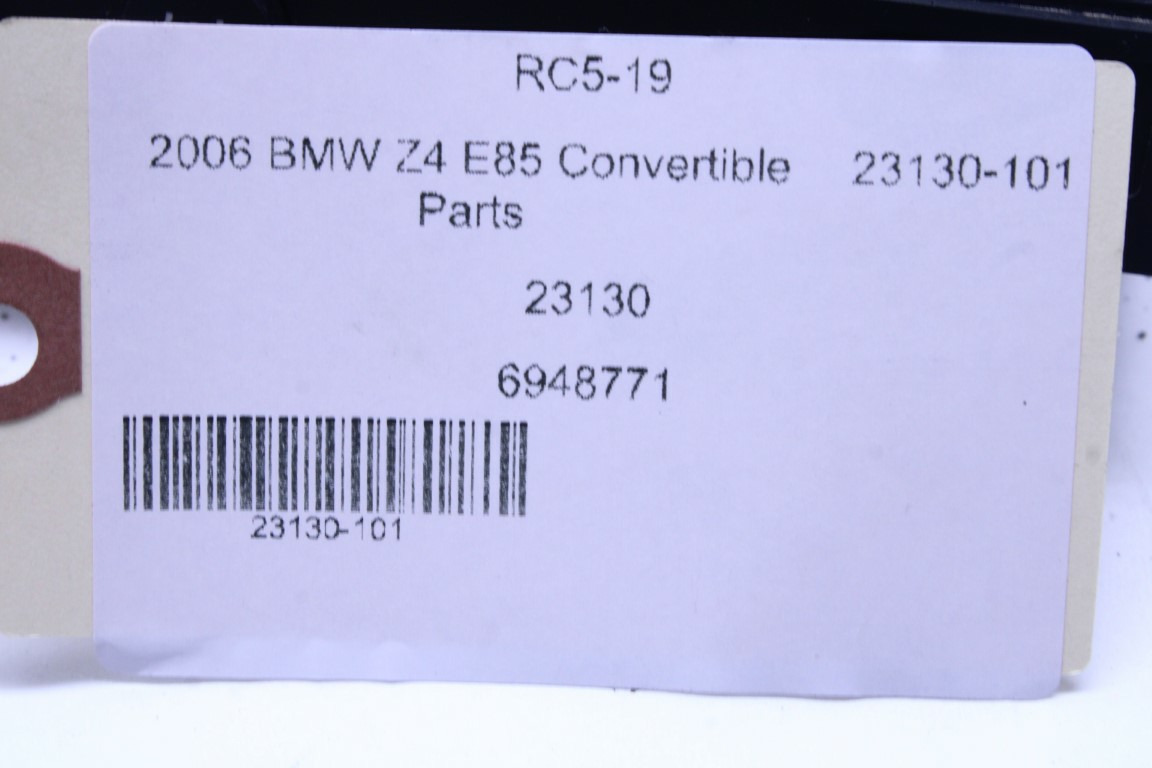 RC5-19
2006 BMW Z4 E85 Convertible 23130-101
Parts
23130
6948771
23130-101